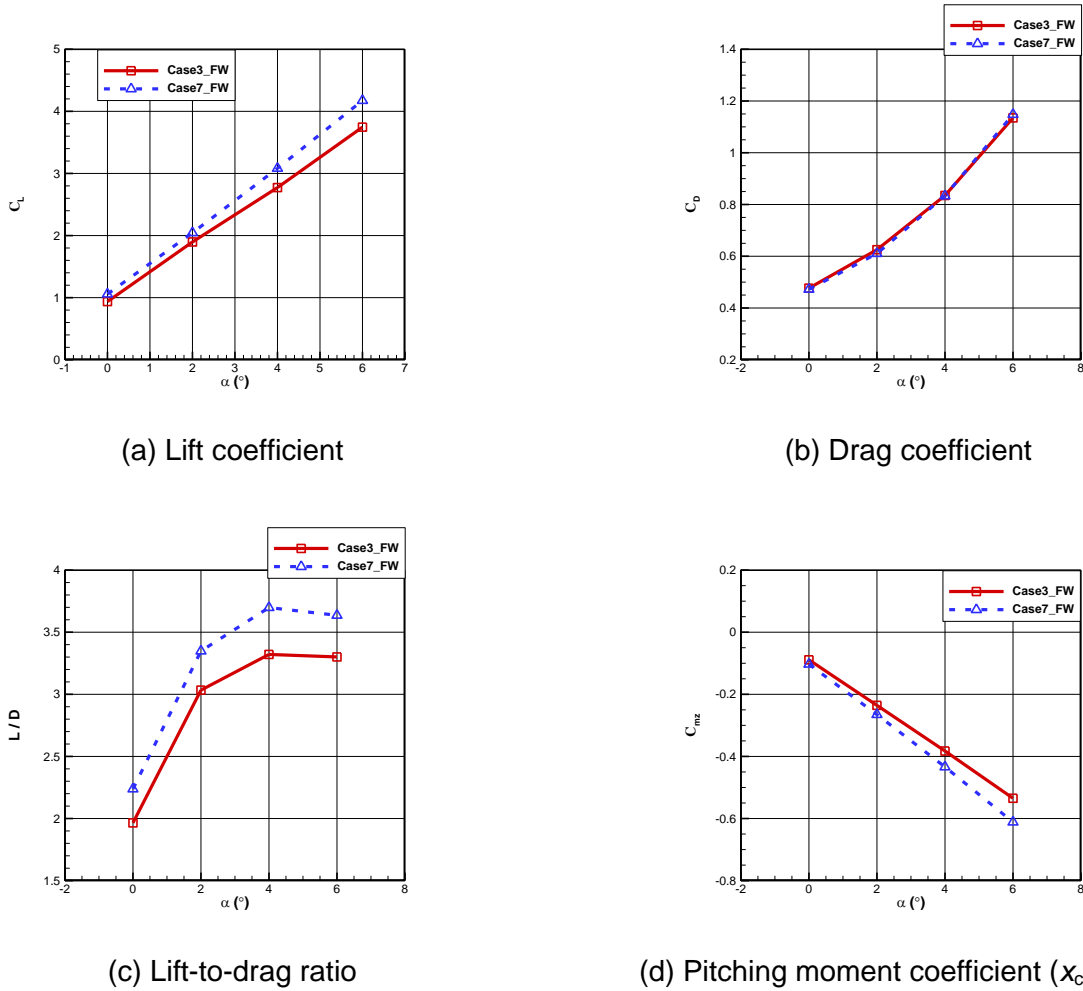 5
4
3
2
1
0
-1 0 1 2 3 4 5 6 7
C_L
α (°)
Case3_FW
Case7_FW
(a) Lift coefficient
1.4
1.2
1
0.8
0.6
0.4
0.2
-2 0 2 4 6 8
C_D
α (°)
Case3_FW
Case7_FW
(b) Drag coefficient
4
3.5
3
2.5
2
1.5
-2 0 2 4 6 8
L / D
α (°)
Case3_FW
Case7_FW
(c) Lift-to-drag ratio
0.2
0
-0.2
-0.4
-0.6
-0.8
-2 0 2 4 6 8
C_mz
α (°)
Case3_FW
Case7_FW
(d) Pitching moment coefficient (x_c